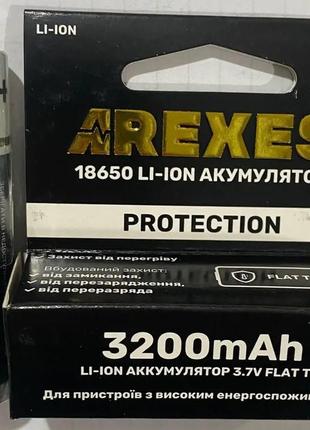 LI-ION
AREXES
18650 LI-ION АКУМУЛЯТО
PROTECTION
Захист від перегріву
Вбудований захист:
від замикання,
від перезарядження.
від переразряда
FLAT T
3200mAh
LI-ION АККУМУЛЯТОР 3.7V FLAT T
Для пристроїв з високим енергоспожи